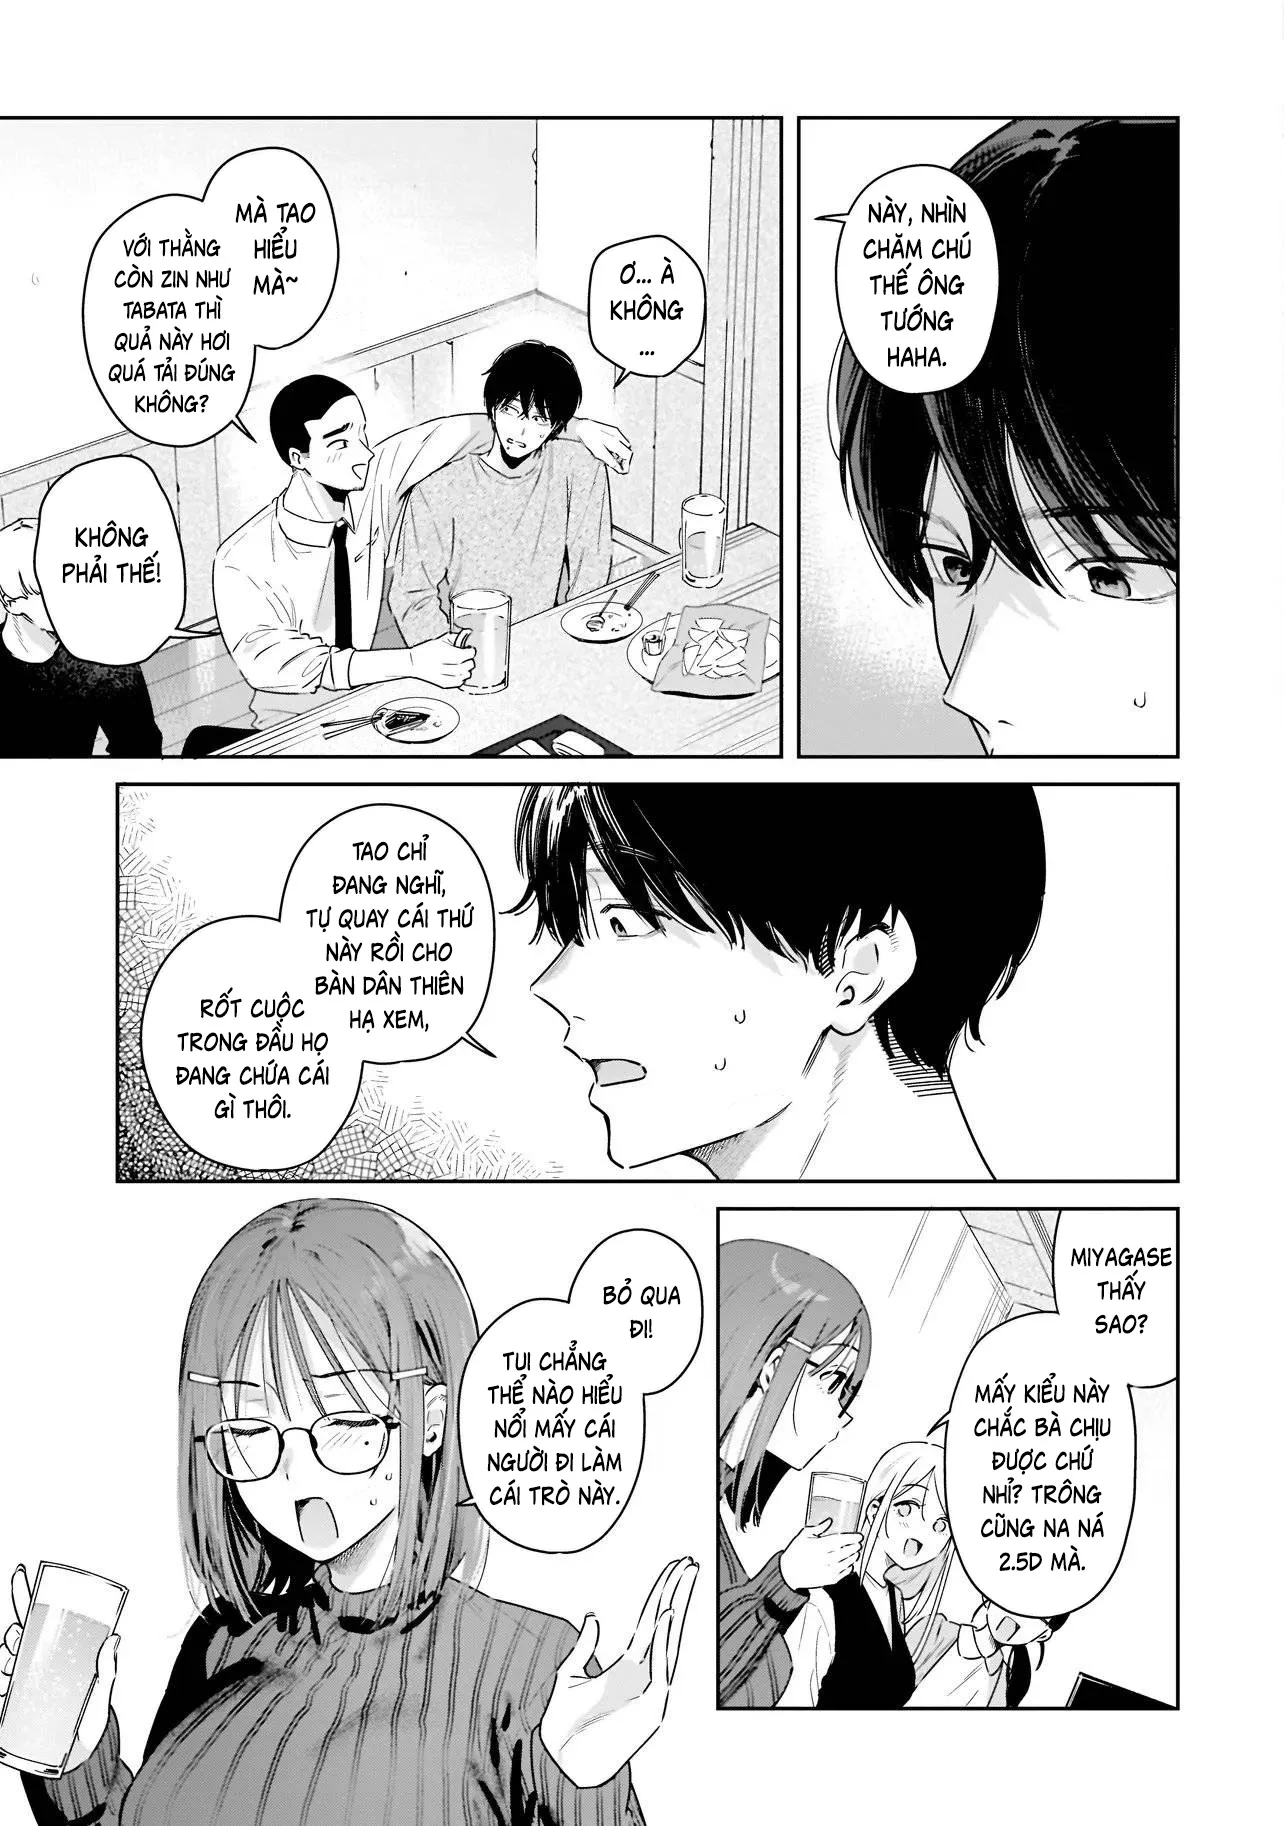 NÀY, NHÌN
CHĂM CHÚ
THẾ ÔNG
TƯỚNG
HAHA.
Ơ... À
KHÔNG
...
MÀ TAO
HIỂU
MÀ~
VỚI THẰNG
CÒN ZIN NHƯ
TABATA THÌ
QUẢ NÀY HƠI
QUÁ TẢI ĐÚNG
KHÔNG?
KHÔNG
PHẢI THẾ!
TAO CHỈ
ĐANG NGHĨ,
TỰ QUAY CÁI THỨ
NÀY RỒI CHO
BÀN DÂN THIÊN
HẠ XEM,
RỐT CUỘC
TRONG ĐẦU HỌ
ĐANG CHỨA CÁI
GÌ THÔI.
MIYAGASE
THẤY
SAO?
MẤY KIỂU NÀY
CHẮC BÀ CHỊU
ĐƯỢC CHỨ
NHỈ? TRÔNG
CŨNG NA NÁ
2.5D MÀ.
BỎ QUA
ĐI!
TUI CHẲNG
THỂ NÀO HIỂU
NỔI MẤY CÁI
NGƯỜI ĐI LÀM
CÁI TRÒ NÀY.